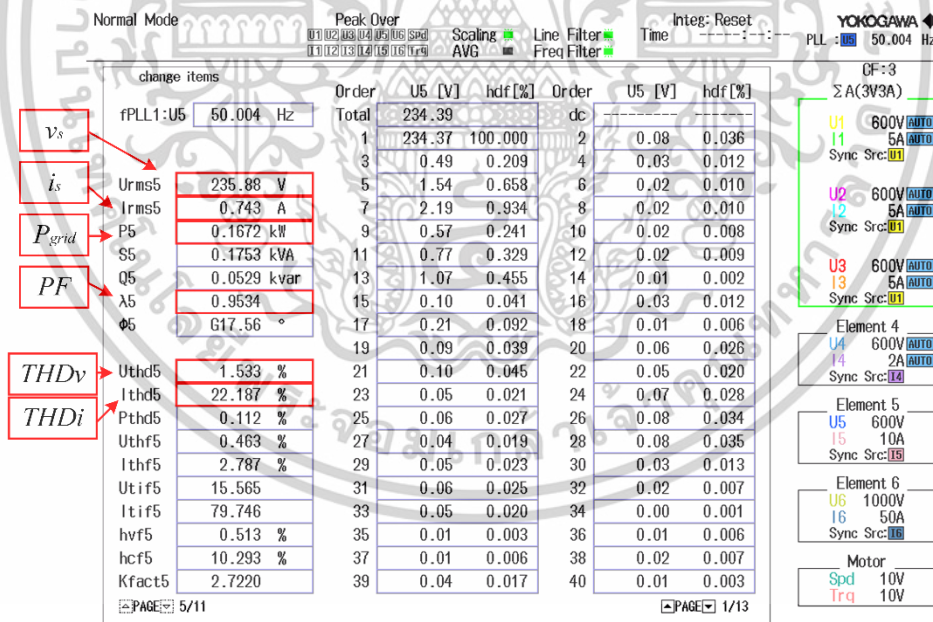 Normal Mode Peak Over Integ: Reset YOKOGAWA
U1 U2 U3 U4 U5 U6 Spd Scaling Line Filter Time -----:--:-- PLL :U5 50.004 Hz
I1 I2 I3 I4 I5 I6 Trq AVG Freq Filter
change items CF:3
Order U5 [V] hdf[%] Order U5 [V] hdf[%] ΣA(3V3A)
fPLL1:U5 50.004 Hz Total 234.39 dc ------- -------
1 234.37 100.000 2 0.08 0.036
3 0.49 0.209 4 0.03 0.012
vs Urms5 235.88 V 5 1.54 0.658 6 0.02 0.010
is Irms5 0.743 A 7 2.19 0.934 8 0.02 0.010
Pgrid P5 0.1672 kW 9 0.57 0.241 10 0.02 0.008
S5 0.1753 kVA 11 0.77 0.329 12 0.02 0.009
PF Q5 0.0529 kvar 13 1.07 0.455 14 0.01 0.002
λ5 0.9534 15 0.10 0.041 16 0.03 0.012
Φ5 G17.56 ° 17 0.21 0.092 18 0.01 0.006
19 0.09 0.039 20 0.06 0.026
THDv Uthd5 1.533 % 21 0.10 0.045 22 0.05 0.020
THDi Ithd5 22.187 % 23 0.05 0.021 24 0.07 0.028
Pthd5 0.112 % 25 0.06 0.027 26 0.08 0.034
Uthf5 0.463 % 27 0.04 0.019 28 0.08 0.035
Ithf5 2.787 % 29 0.05 0.023 30 0.03 0.013
Utif5 15.565 31 0.06 0.025 32 0.02 0.007
Itif5 79.746 33 0.05 0.020 34 0.00 0.001
hvf5 0.513 % 35 0.01 0.003 36 0.01 0.006
hcf5 10.293 % 37 0.01 0.006 38 0.02 0.007
Kfact5 2.7220 39 0.04 0.017 40 0.01 0.003
PAGE 5/11 PAGE 1/13
U1 600V AUTO
I1 5A AUTO
Sync Src:U1
U2 600V AUTO
I2 5A AUTO
Sync Src:U1
U3 600V AUTO
I3 5A AUTO
Sync Src:U1
Element 4
U4 600V AUTO
I4 2A AUTO
Sync Src:I4
Element 5
U5 600V
I5 10A
Sync Src:I5
Element 6
U6 1000V
I6 50A
Sync Src:I6
Motor
Spd 10V
Trq 10V